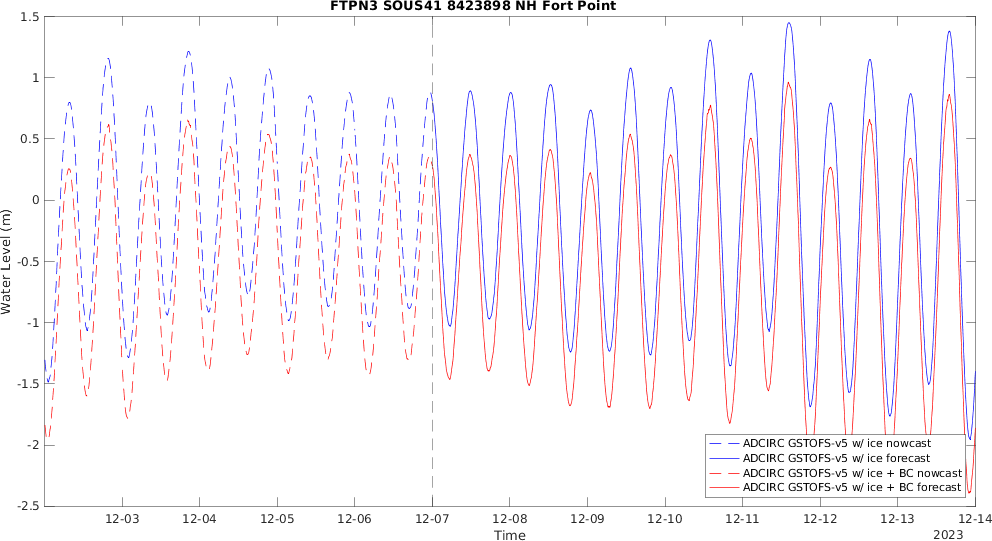 FTPN3 SOUS41 8423898 NH Fort Point
1.5
1
0.5
0
-0.5
-1
-1.5
-2
-2.5
Water Level (m)
ADCIRC GSTOFS-v5 w/ ice nowcast
ADCIRC GSTOFS-v5 w/ ice forecast
ADCIRC GSTOFS-v5 w/ ice + BC nowcast
ADCIRC GSTOFS-v5 w/ ice + BC forecast
12-03 12-04 12-05 12-06 12-07 12-08 12-09 12-10 12-11 12-12 12-13 12-14
Time
2023